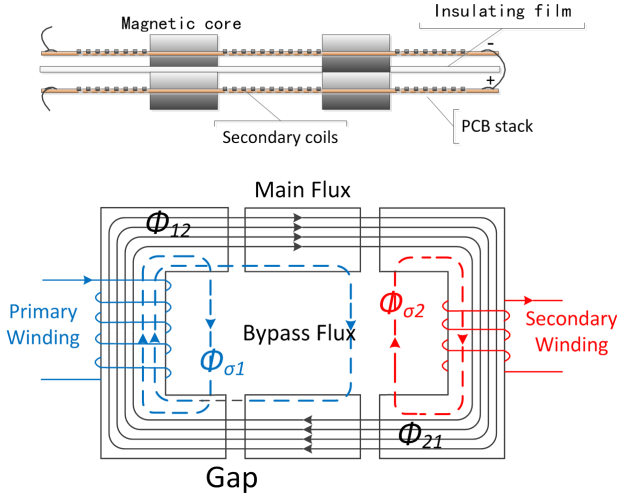 Insulating film
Magnetic core
-
+
Secondary coils
PCB stack
Main Flux
Φ12
Primary
Winding
Φσ2
Bypass Flux
Secondary
Winding
Φσ1
Φ21
Gap